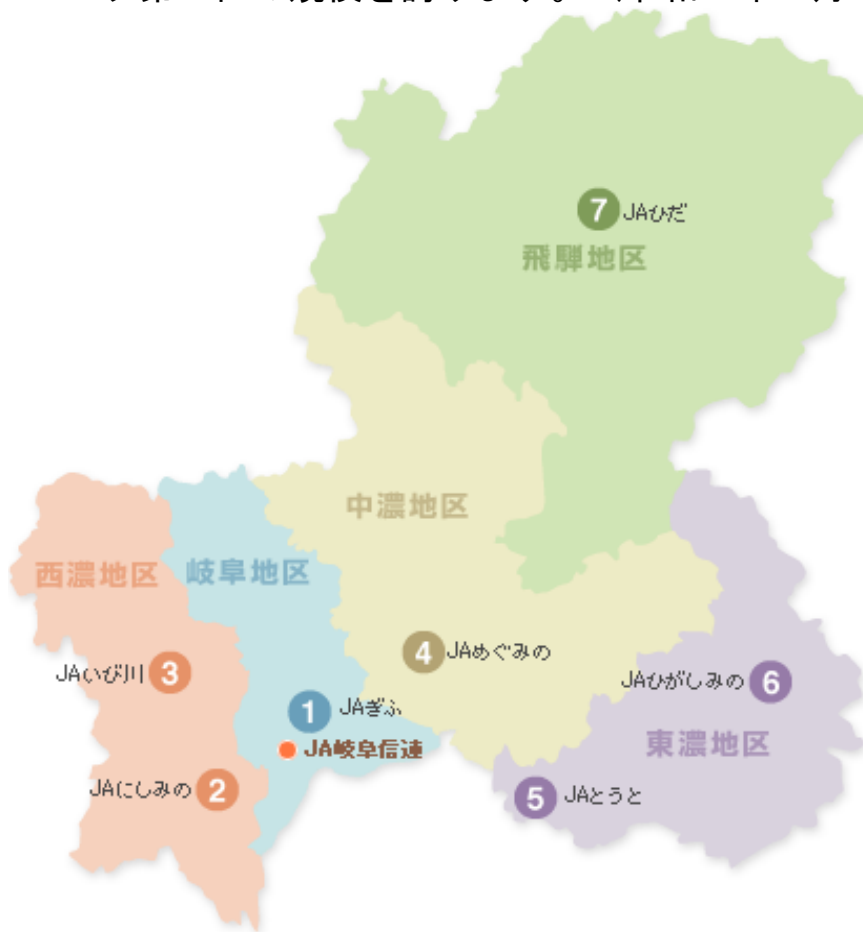 7 JAひだ
飛騨地区
中濃地区
西濃地区 岐阜地区
4 JAめぐみの
JAいび川 3
JAひがしみの 6
1 JAぎふ
JA岐阜信連
東濃地区
JAにしみの 2
5 JAとうと